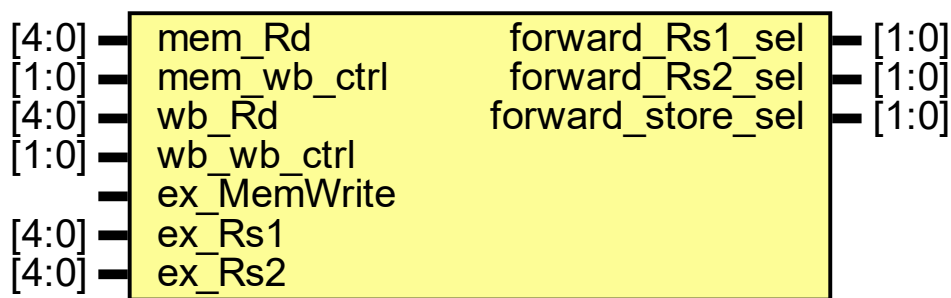 [4:0] mem_Rd forward_Rs1_sel [1:0]
[1:0] mem_wb_ctrl forward_Rs2_sel [1:0]
[4:0] wb_Rd forward_store_sel [1:0]
[1:0] wb_wb_ctrl
ex_MemWrite
[4:0] ex_Rs1
[4:0] ex_Rs2